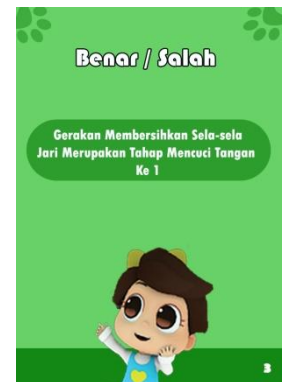 Benar / Salah
Gerakan Membersihkan Sela-sela
Jari Merupakan Tahap Mencuci Tangan
Ke 1
3